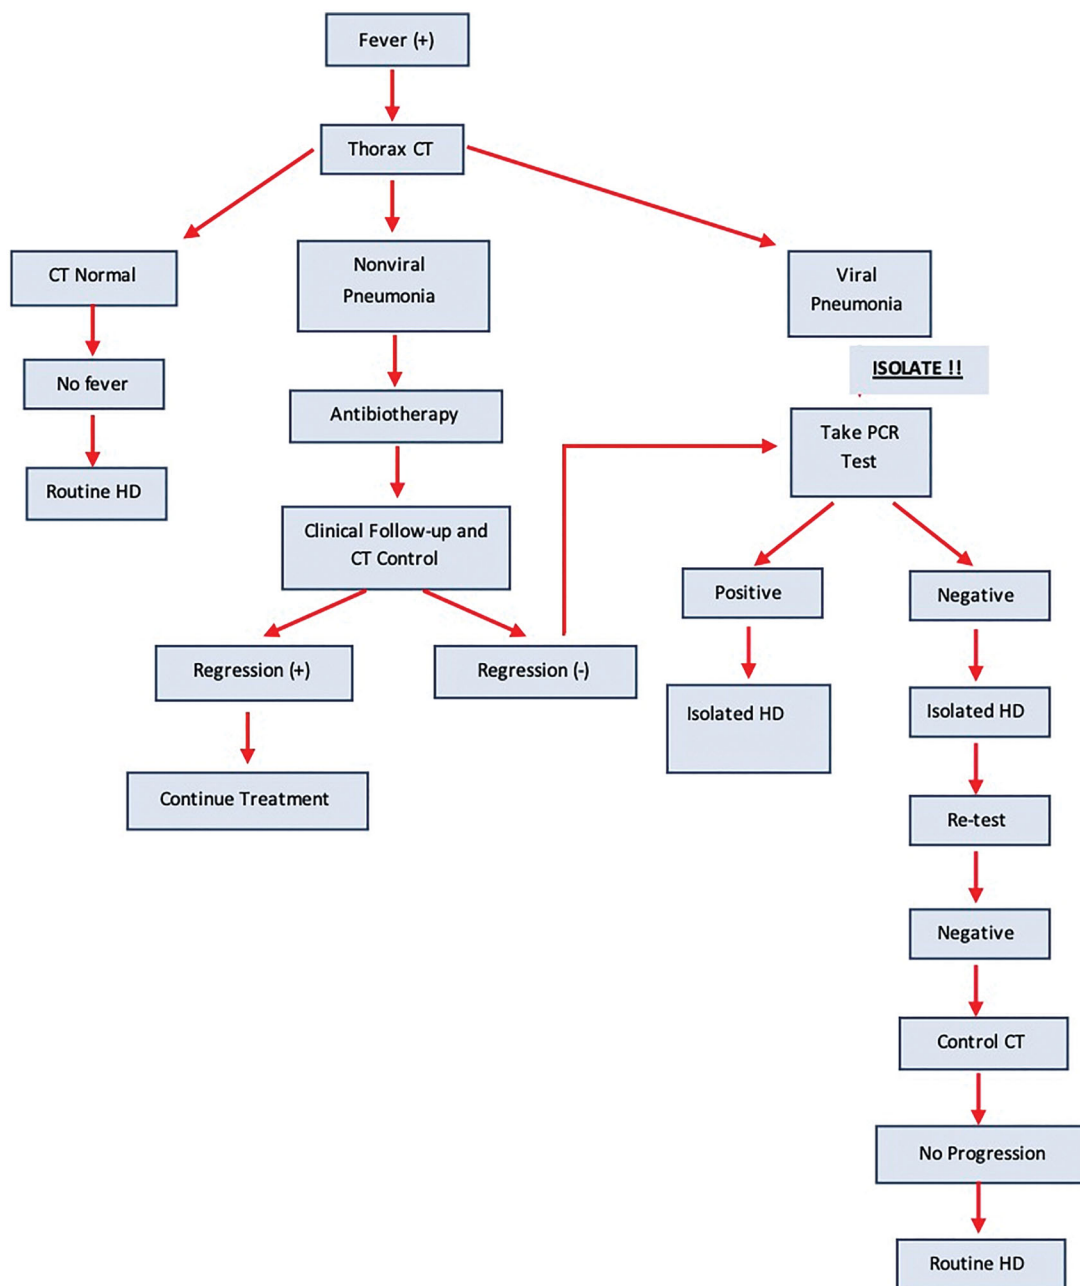 Fever (+)
Thorax CT
CT Normal
Nonviral
Pneumonia
Viral
Pneumonia
ISOLATE !!
No fever
Antibiotherapy
Take PCR
Test
Routine HD
Clinical Follow-up and
CT Control
Positive
Negative
Regression (+)
Regression (-)
Isolated HD
Isolated HD
Continue Treatment
Re-test
Negative
Control CT
No Progression
Routine HD